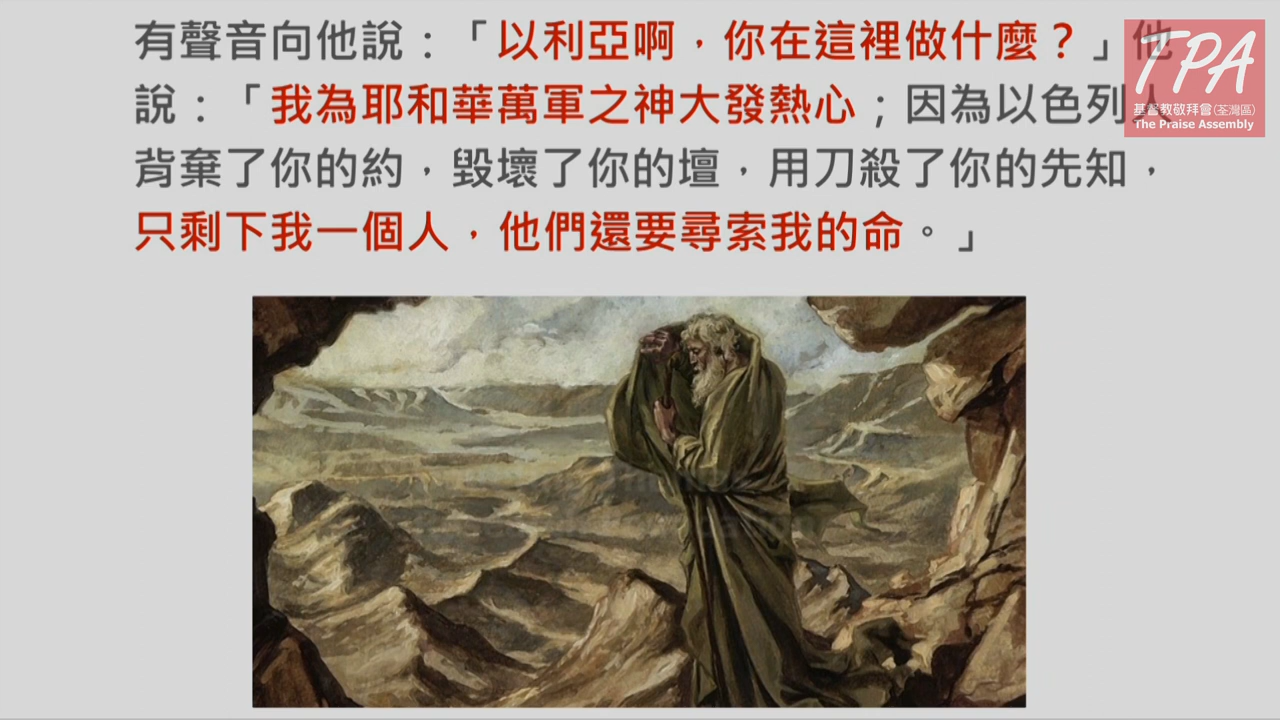 有聲音向他說：「以利亞啊，你在這裡做什麼？」他
說：「我為耶和華萬軍之神大發熱心；因為以色列人
背棄了你的約，毀壞了你的壇，用刀殺了你的先知，
只剩下我一個人，他們還要尋索我的命。」
TPA
基督教敬拜會(荃灣區)
The Praise Assembly